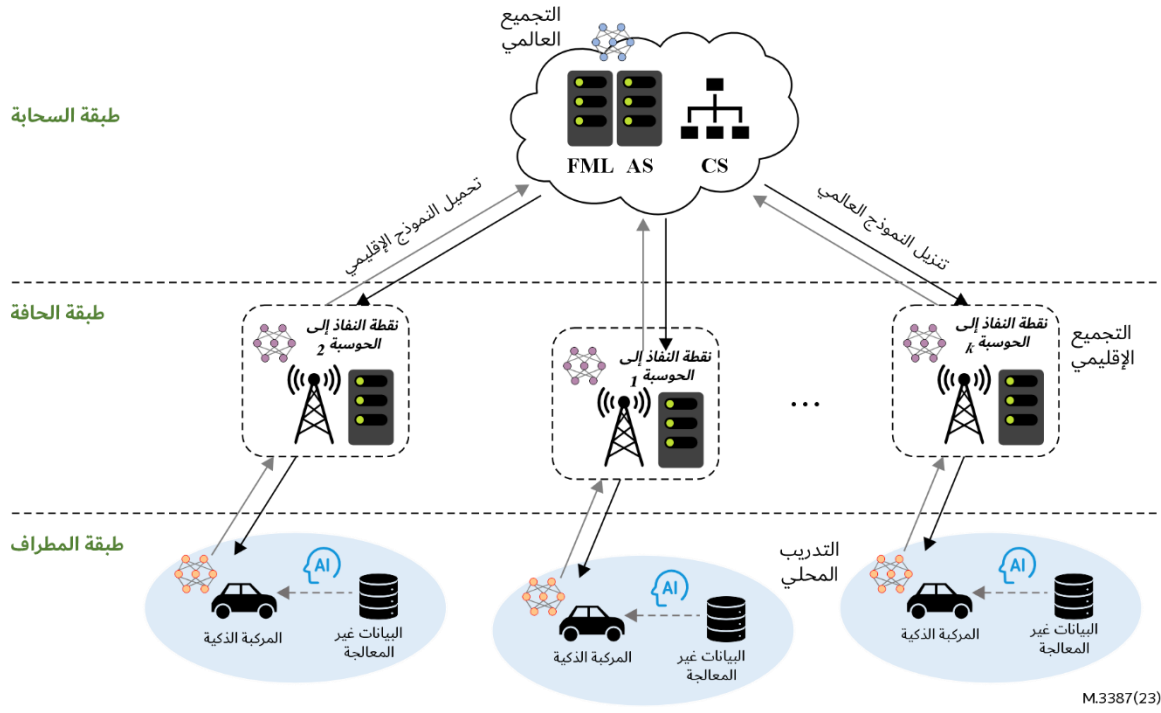 التجميع
العالمي
طبقة السحابة
FML AS CS
تحميل النموذج الإقليمي
تنزيل النموذج العالمي
طبقة الحافة
نقطة النفاذ إلى
الحوسبة 2
نقطة النفاذ إلى
الحوسبة
1
نقطة النفاذ إلى
الحوسبة k
التجميع
الإقليمي
...
طبقة المطراف
التدريب
المحلي
AI
المركبة الذكية
البيانات غير
المعالجة
AI
المركبة الذكية
البيانات غير
المعالجة
AI
المركبة الذكية
البيانات غير
المعالجة
M.3387(23)